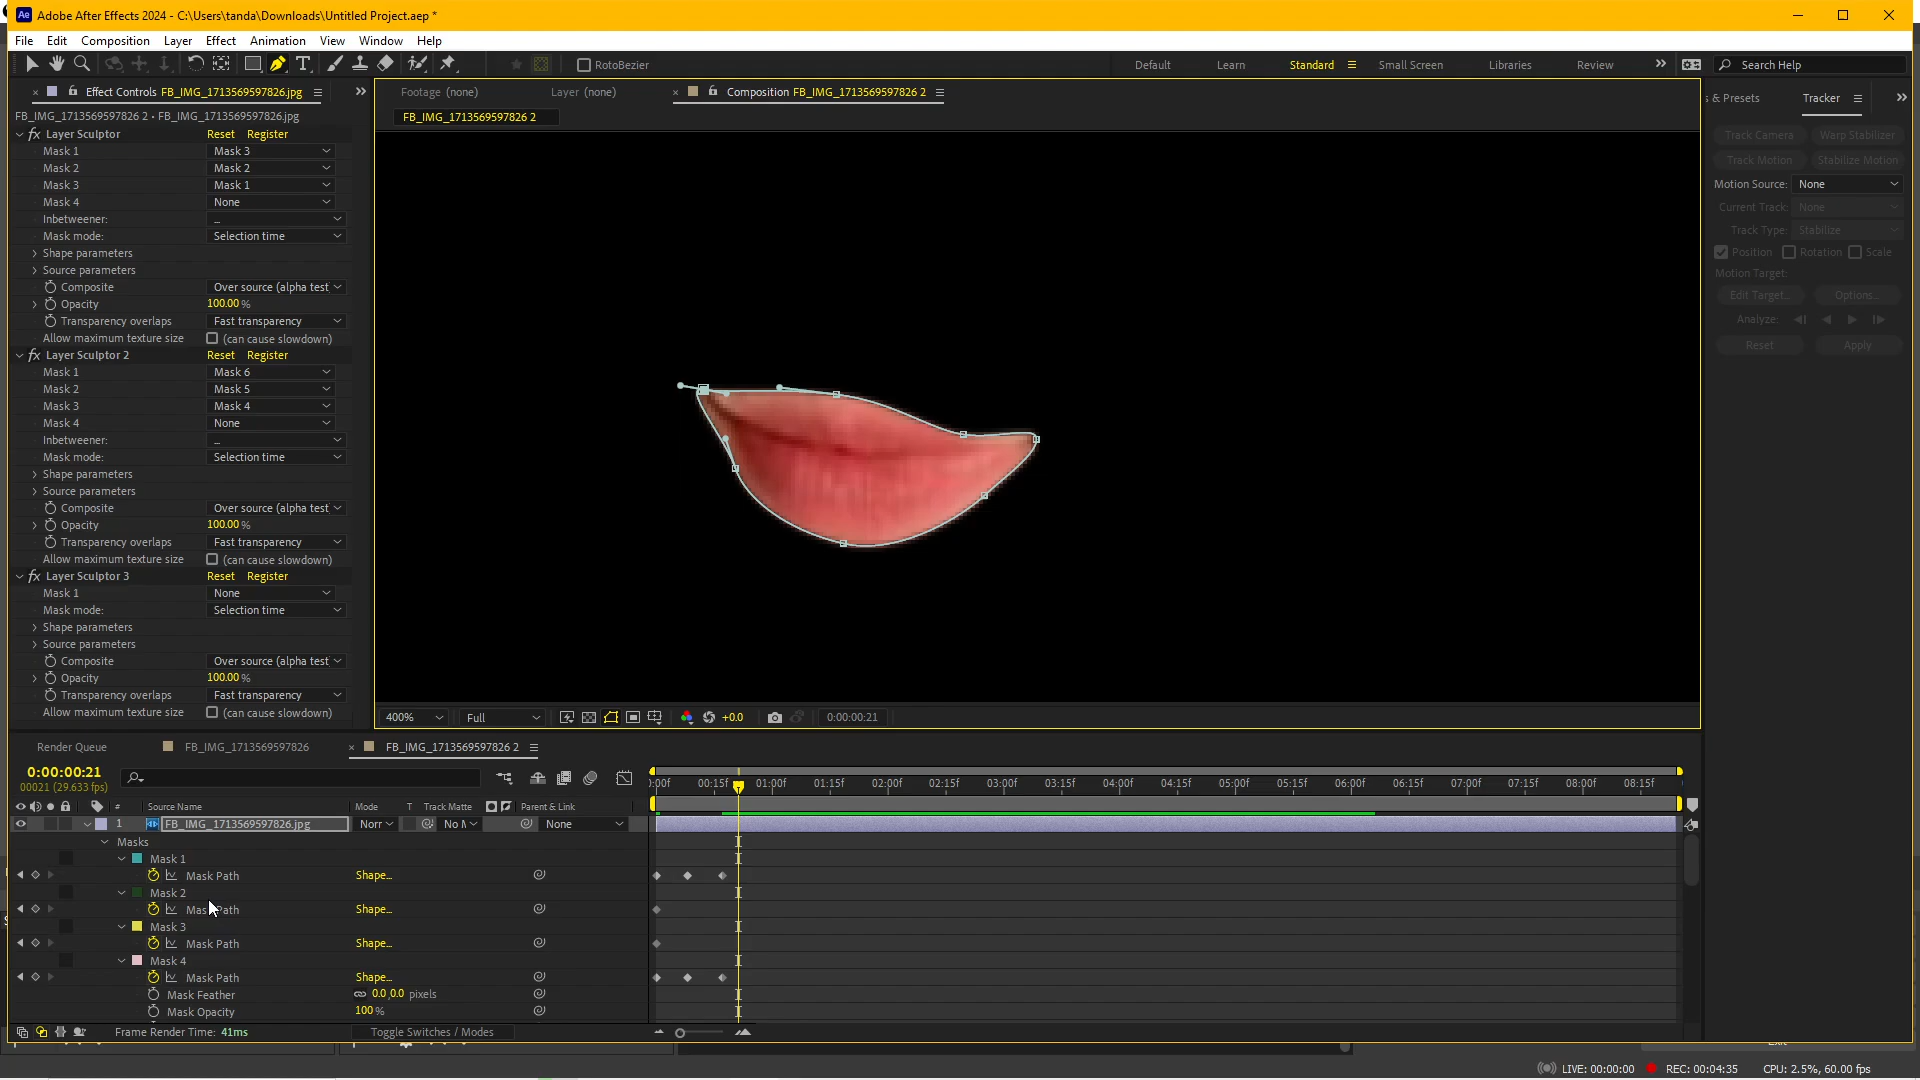 Adobe After Effects 2024 - C:\Users\tanda\Downloads\Untitled Project.aep *
File Edit Composition Layer Effect Animation View Window Help
RotoBezier Default Learn Standard Small Screen Libraries Review Search Help
Effect Controls FB_IMG_1713569597826.jpg Footage (none) Layer (none) Composition FB_IMG_1713569597826 2 s & Presets Tracker
FB_IMG_1713569597826 2 • FB_IMG_1713569597826.jpg FB_IMG_1713569597826 2
fx Layer Sculptor Reset Register
Mask 1 Mask 3
Mask 2 Mask 2
Mask 3 Mask 1
Mask 4 None
Inbetweener: ...
Mask mode: Selection time
Shape parameters
Source parameters
Composite Over source (alpha test
Opacity 100.00 %
Transparency overlaps Fast transparency
Allow maximum texture size (can cause slowdown)
fx Layer Sculptor 2 Reset Register
Mask 1 Mask 6
Mask 2 Mask 5
Mask 3 Mask 4
Mask 4 None
Inbetweener: ...
Mask mode: Selection time
Shape parameters
Source parameters
Composite Over source (alpha test
Opacity 100.00 %
Transparency overlaps Fast transparency
Allow maximum texture size (can cause slowdown)
fx Layer Sculptor 3 Reset Register
Mask 1 None
Mask mode: Selection time
Shape parameters
Source parameters
Composite Over source (alpha test
Opacity 100.00 %
Transparency overlaps Fast transparency
Allow maximum texture size (can cause slowdown)
Track Camera Warp Stabilizer
Track Motion Stabilize Motion
Motion Source: None
Current Track: None
Track Type: Stabilize
Position Rotation Scale
Motion Target:
Edit Target... Options...
Analyze:
Reset Apply
400% Full +0.0 0:00:00:21
Render Queue FB_IMG_1713569597826 FB_IMG_1713569597826 2
0:00:00:21
00021 (29.633 fps)
:00f 00:15f 01:00f 01:15f 02:00f 02:15f 03:00f 03:15f 04:00f 04:15f 05:00f 05:15f 06:00f 06:15f 07:00f 07:15f 08:00f 08:15f
# Source Name Mode T Track Matte Parent & Link
1 FB_IMG_1713569597826.jpg Norr No M None
Masks
Mask 1
Mask Path Shape...
Mask 2
Mask Path Shape...
Mask 3
Mask Path Shape...
Mask 4
Mask Path Shape...
Mask Feather 0.0,0.0 pixels
Mask Opacity 100 %
Frame Render Time: 41ms Toggle Switches / Modes
LIVE: 00:00:00 REC: 00:04:35 CPU: 2.5%, 60.00 fps